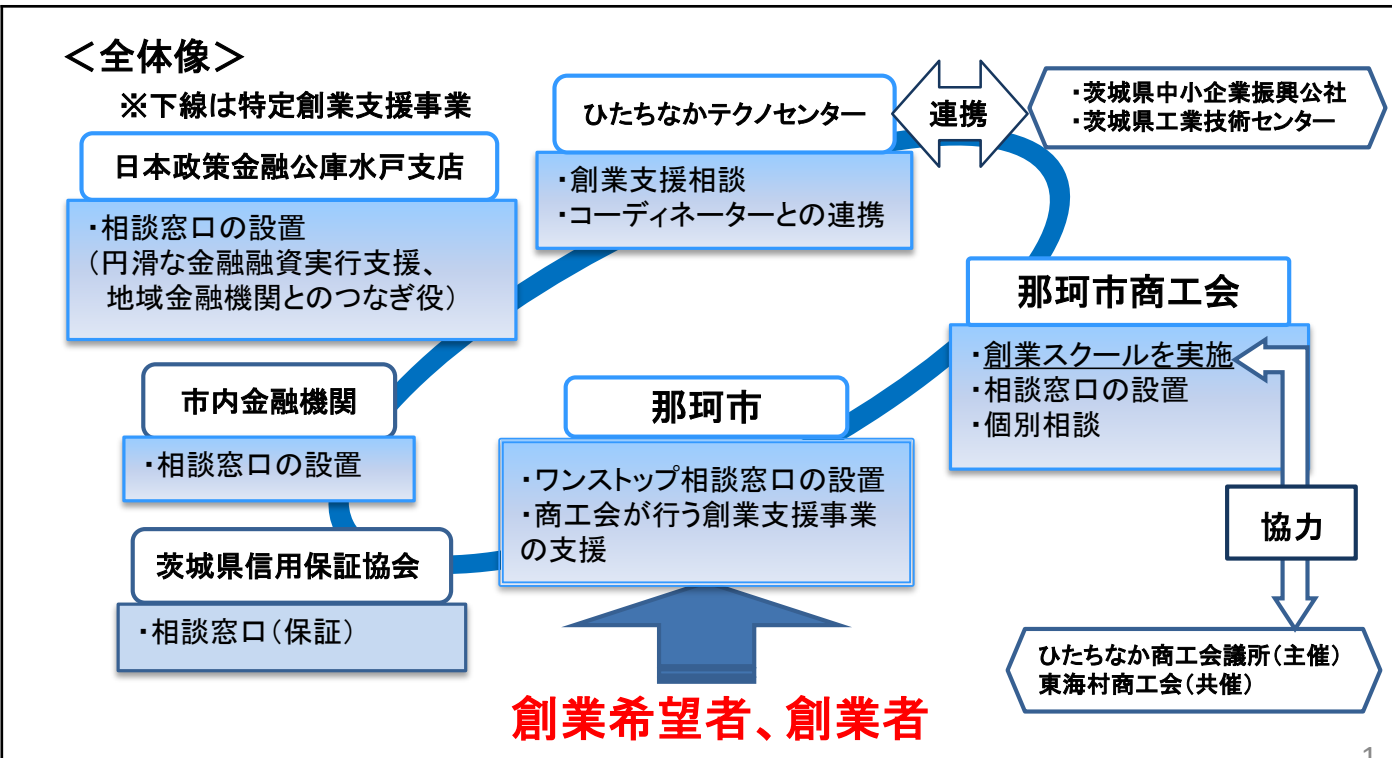 ＜全体像＞
※下線は特定創業支援事業
日本政策金融公庫水戸支店
・相談窓口の設置
（円滑な金融融資実行支援、
地域金融機関とのつなぎ役）
ひたちなかテクノセンター
・創業支援相談
・コーディネーターとの連携
連携
・茨城県中小企業振興公社
・茨城県工業技術センター
那珂市商工会
・創業スクールを実施
・相談窓口の設置
・個別相談
市内金融機関
・相談窓口の設置
那珂市
・ワンストップ相談窓口の設置
・商工会が行う創業支援事業
の支援
協力
茨城県信用保証協会
・相談窓口（保証）
ひたちなか商工会議所（主催）
東海村商工会（共催）
創業希望者、創業者
1